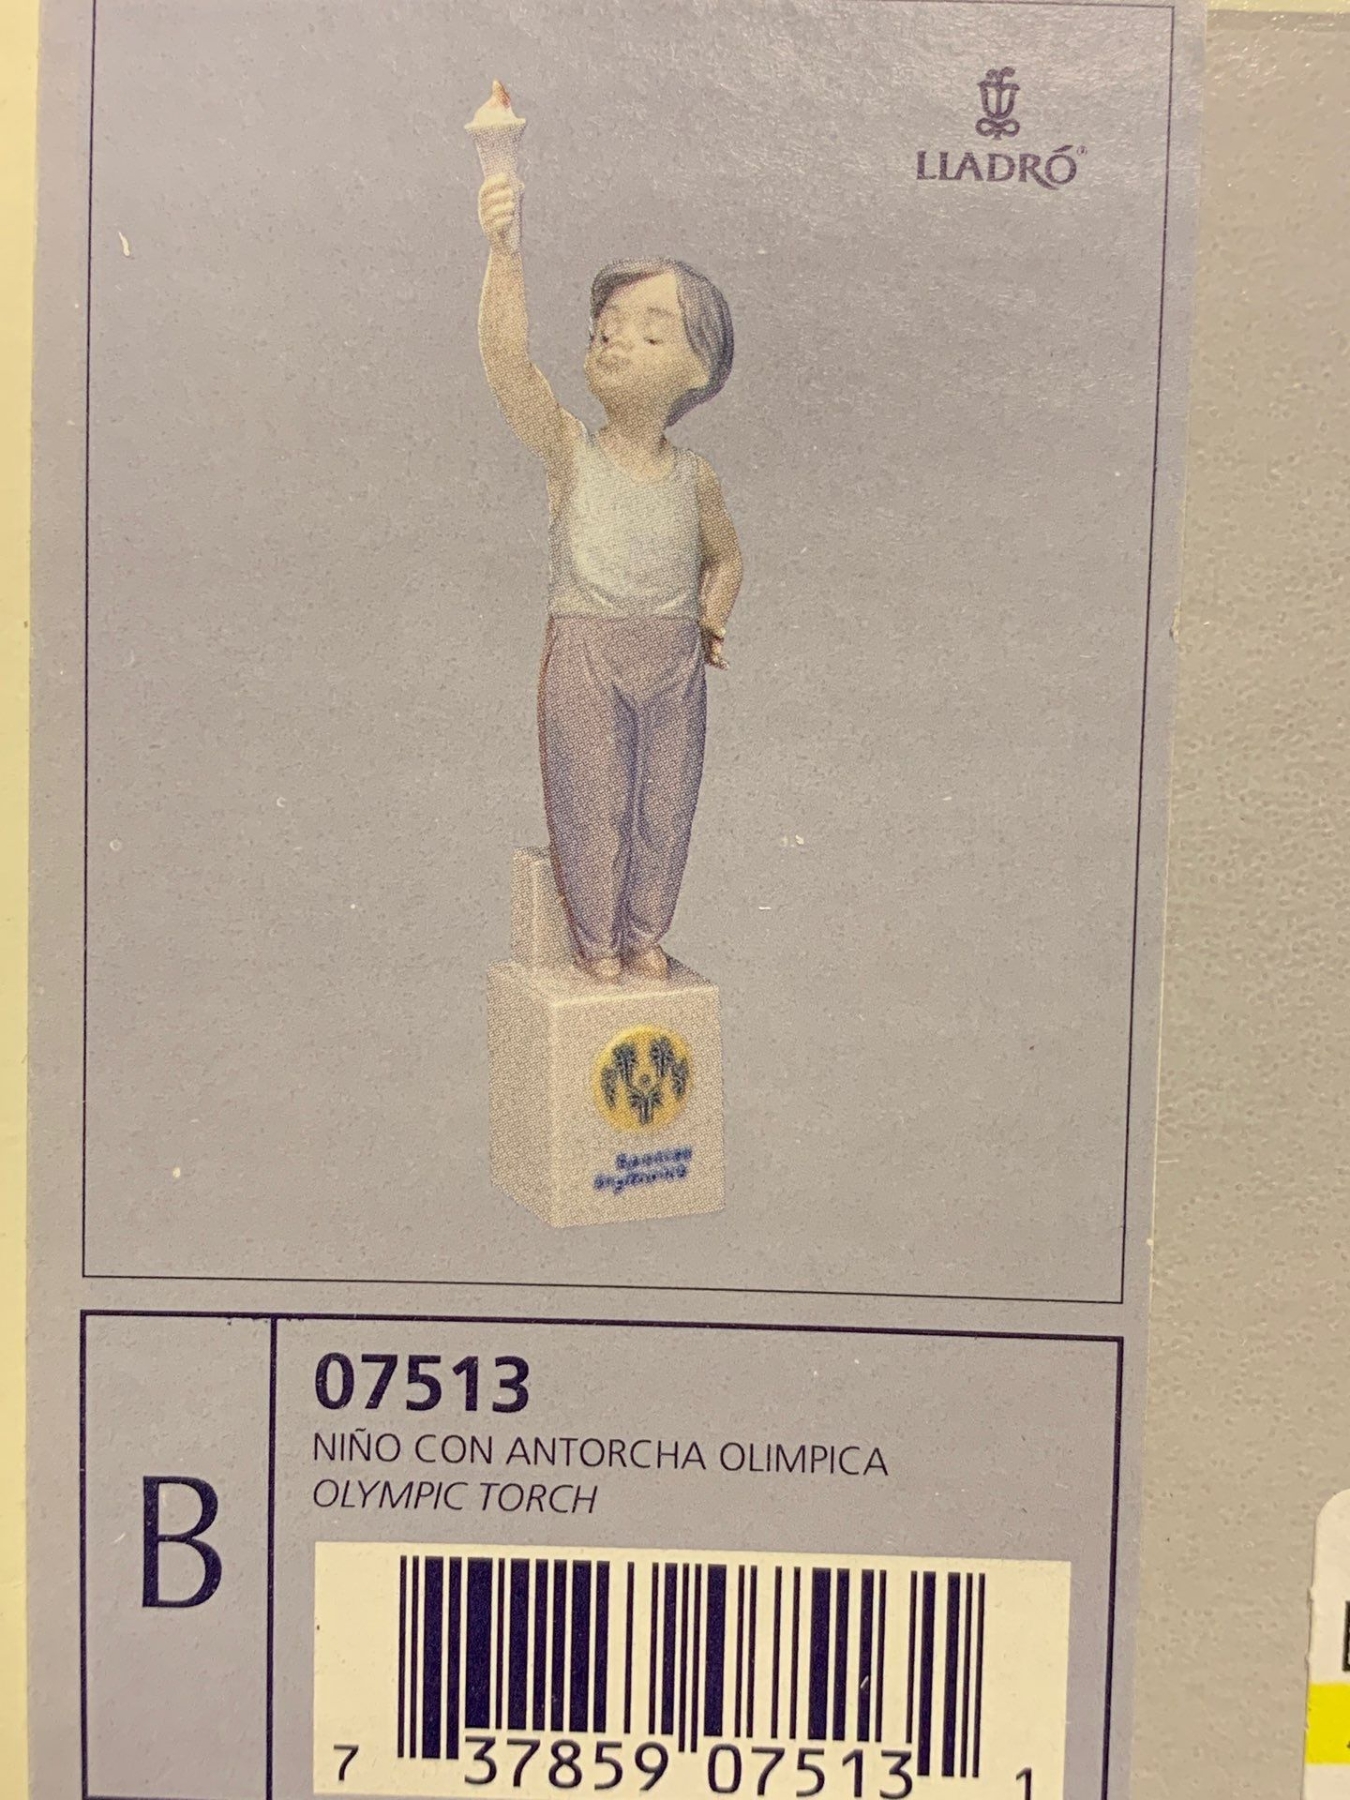 LLADRÓ®
07513
NIÑO CON ANTORCHA OLIMPICA
OLYMPIC TORCH
B
7 37859 07513 1